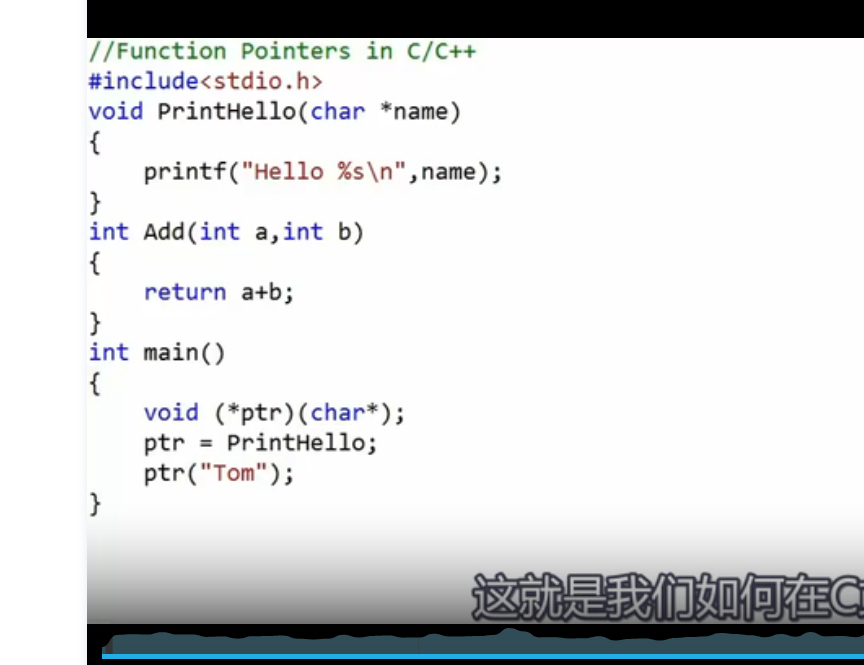 //Function Pointers in C/C++
#include<stdio.h>
void PrintHello(char *name)
{
    printf("Hello %s\n",name);
}
int Add(int a,int b)
{
    return a+b;
}
int main()
{
    void (*ptr)(char*);
    ptr = PrintHello;
    ptr("Tom");
}
这就是我们如何在C